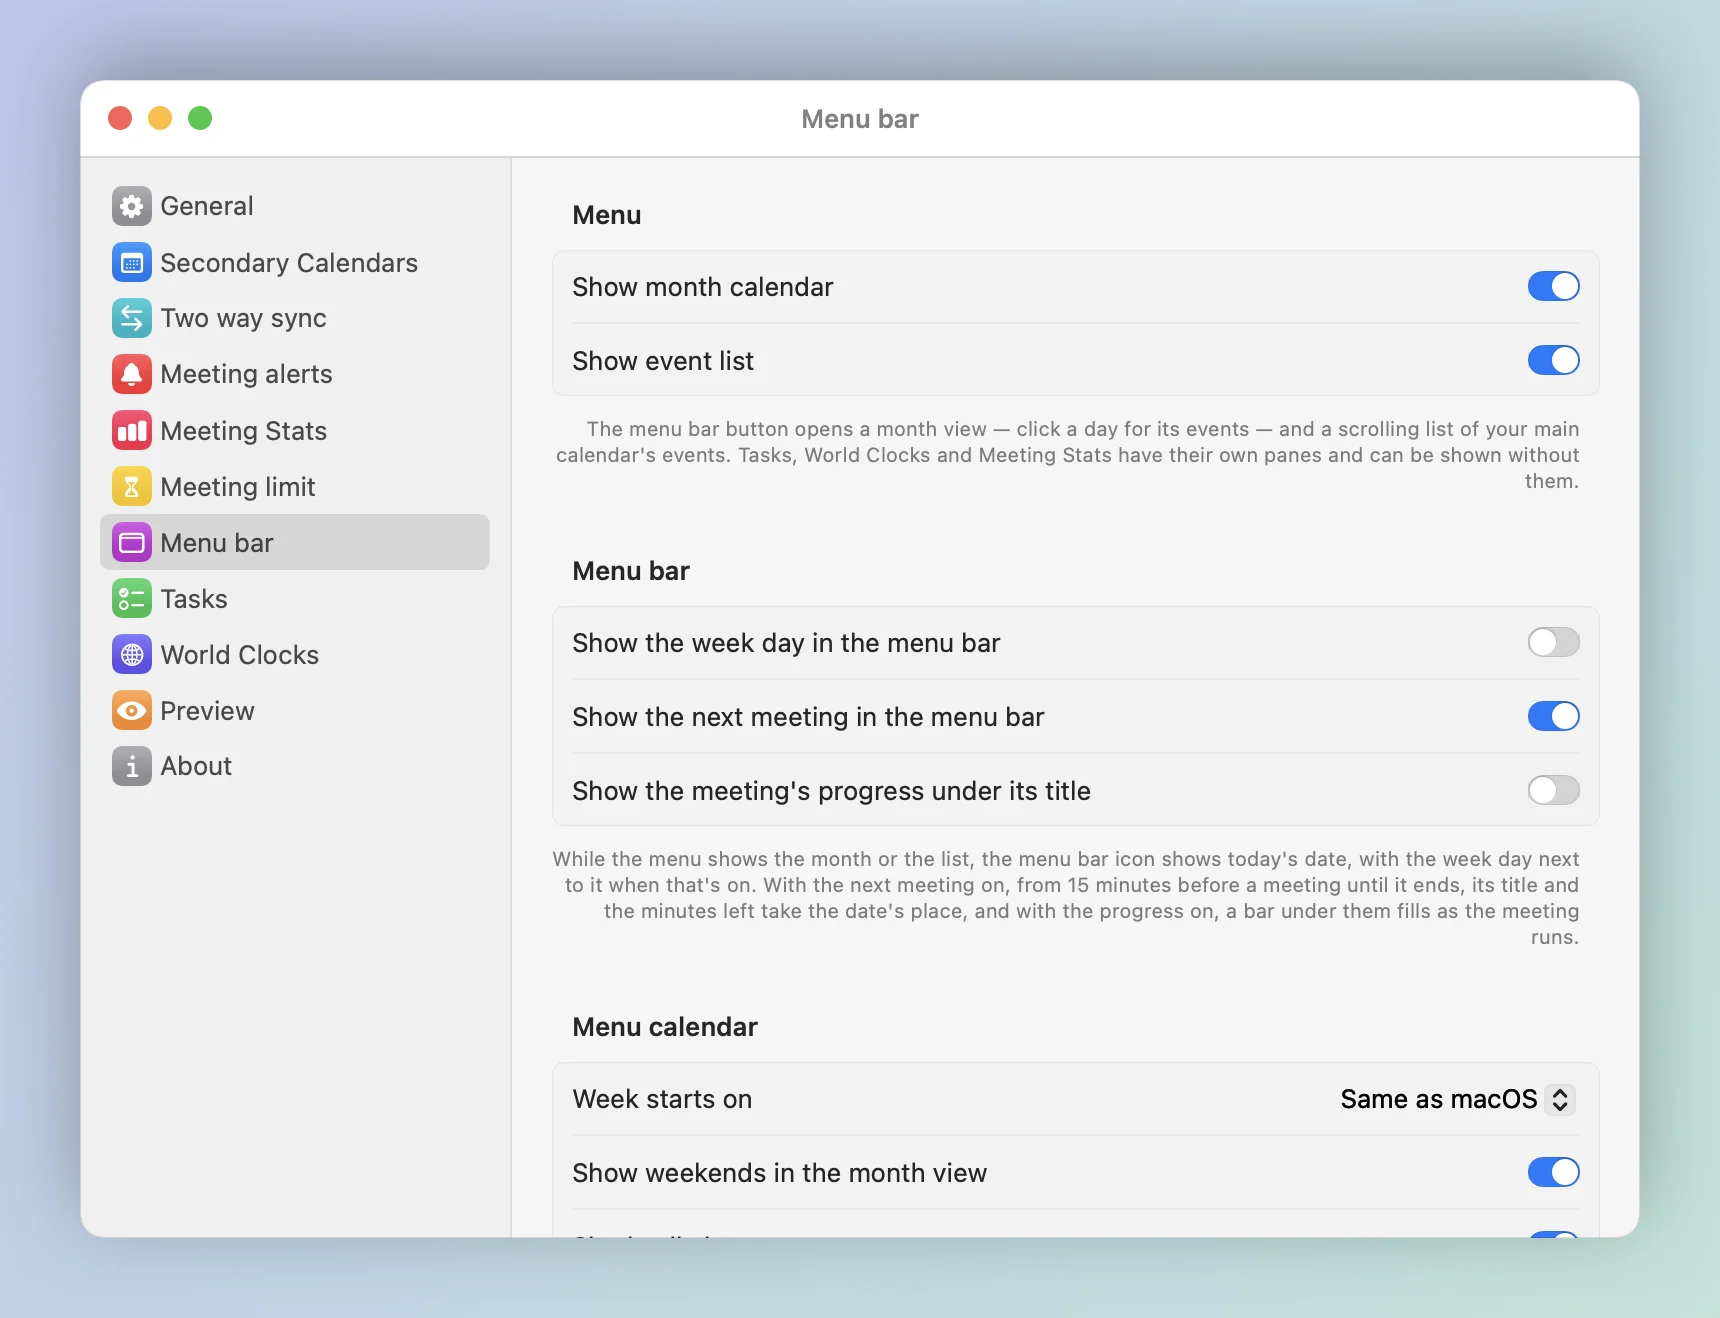 Menu bar
General
Secondary Calendars
Two way sync
Meeting alerts
Meeting Stats
Meeting limit
Menu bar
Tasks
World Clocks
Preview
About
Menu
Show month calendar
Show event list
The menu bar button opens a month view — click a day for its events — and a scrolling list of your main
calendar's events. Tasks, World Clocks and Meeting Stats have their own panes and can be shown without
them.
Menu bar
Show the week day in the menu bar
Show the next meeting in the menu bar
Show the meeting's progress under its title
While the menu shows the month or the list, the menu bar icon shows today's date, with the week day next
to it when that's on. With the next meeting on, from 15 minutes before a meeting until it ends, its title and
the minutes left take the date's place, and with the progress on, a bar under them fills as the meeting
runs.
Menu calendar
Week starts on
Same as macOS
Show weekends in the month view